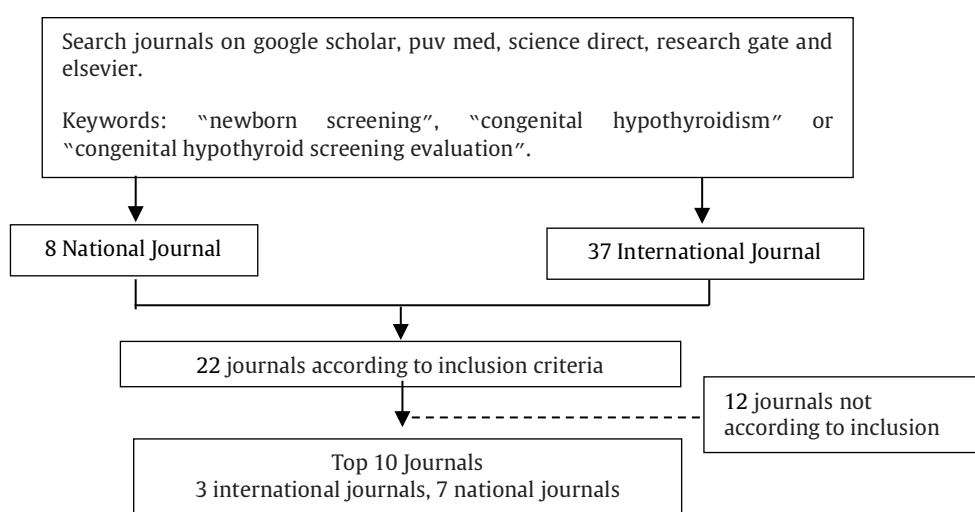 Search journals on google scholar, puv med, science direct, research gate and
elsevier.
Keywords: "newborn screening", "congenital hypothyroidism" or
"congenital hypothyroid screening evaluation".
8 National Journal
37 International Journal
22 journals according to inclusion criteria
12 journals not
according to inclusion
Top 10 Journals
3 international journals, 7 national journals